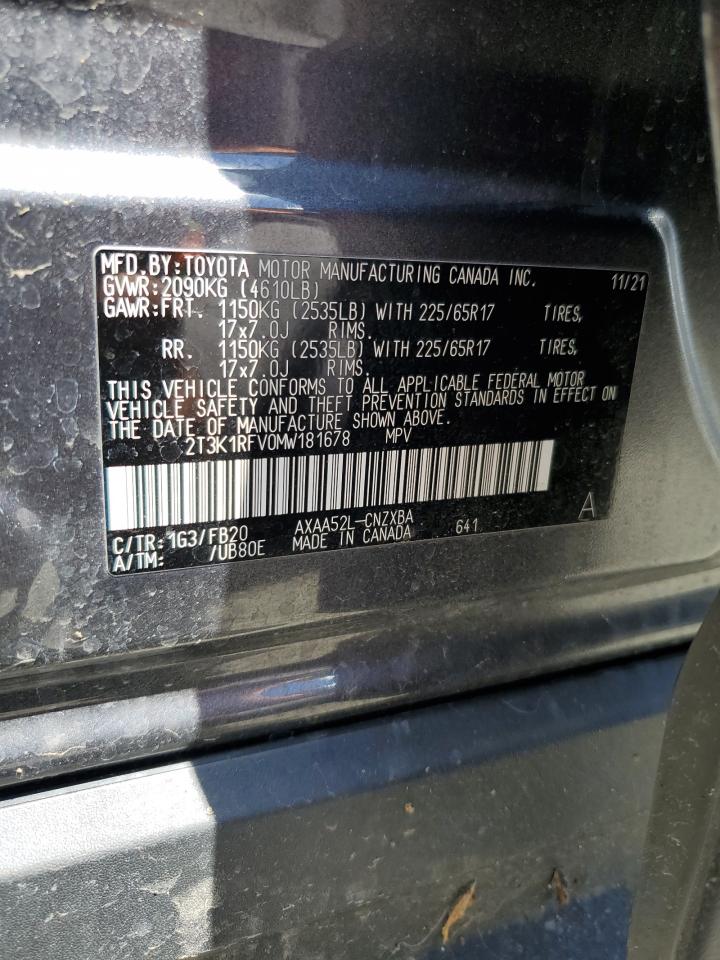 MFD.BY:TOYOTA MOTOR MANUFACTURING CANADA INC. 11/21
GVWR:2090KG (4610LB)
GAWR:FRT. 1150KG (2535LB) WITH 225/65R17 TIRES,
17x7.0J RIMS.
RR. 1150KG (2535LB) WITH 225/65R17 TIRES,
17x7.0J RIMS.
THIS VEHICLE CONFORMS TO ALL APPLICABLE FEDERAL MOTOR
VEHICLE SAFETY AND THEFT PREVENTION STANDARDS IN EFFECT ON
THE DATE OF MANUFACTURE SHOWN ABOVE.
2T3K1RFV0MW181678 MPV
C/TR:1G3/FB20 AXAA52L-CNZXBA 641 A
A/TM: /UB80E MADE IN CANADA